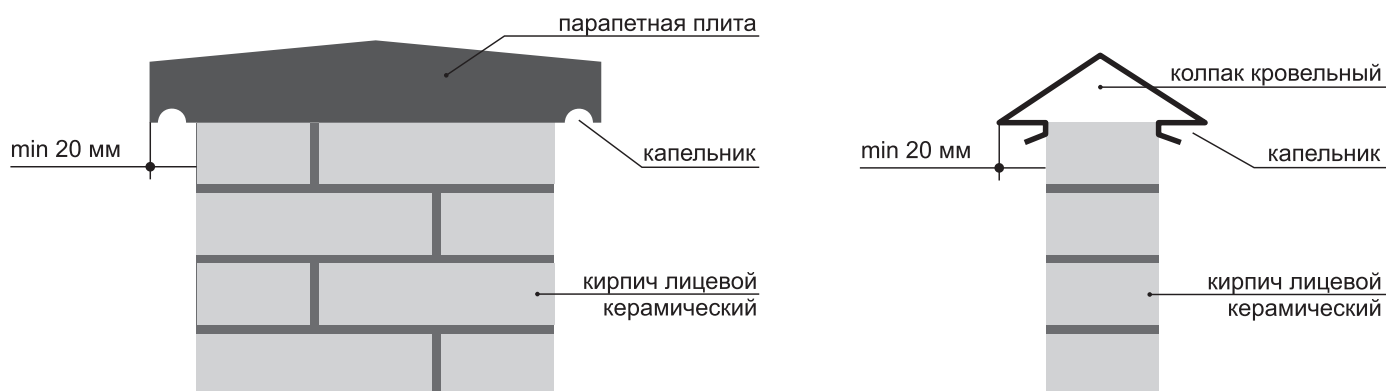 парапетная плита
min 20 мм
капельник
кирпич лицевой
керамический
колпак кровельный
min 20 мм
капельник
кирпич лицевой
керамический